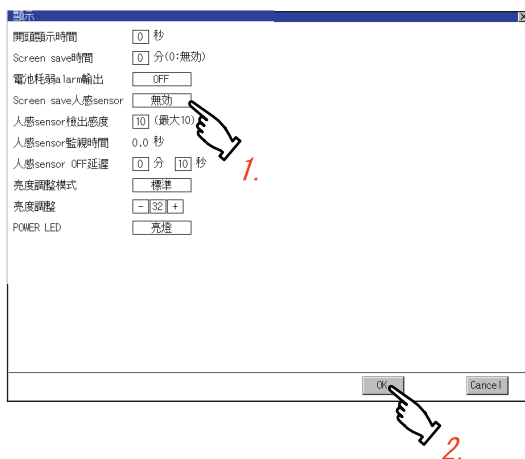 顯示
開頭顯示時間 0 秒
Screen save時間 0 分(0:無効)
電池耗弱alarm輸出 OFF
Screen save人感sensor 無効
人感sensor檢出感度 10 (最大10)
人感sensor監視時間 0.0 秒
人感sensor OFF延遲 0 分 10 秒
亮度調整模式 標準
亮度調整 - 32 +
POWER LED 亮燈
1.
OK Cancel
2.